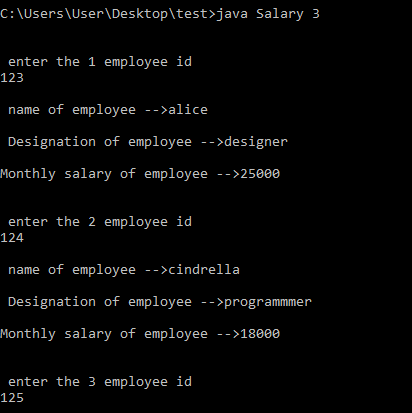 C:\Users\User\Desktop\test>java Salary 3
enter the 1 employee id
123
name of employee -->alice
Designation of employee -->designer
Monthly salary of employee -->25000
enter the 2 employee id
124
name of employee -->cindrella
Designation of employee -->programmmer
Monthly salary of employee -->18000
enter the 3 employee id
125